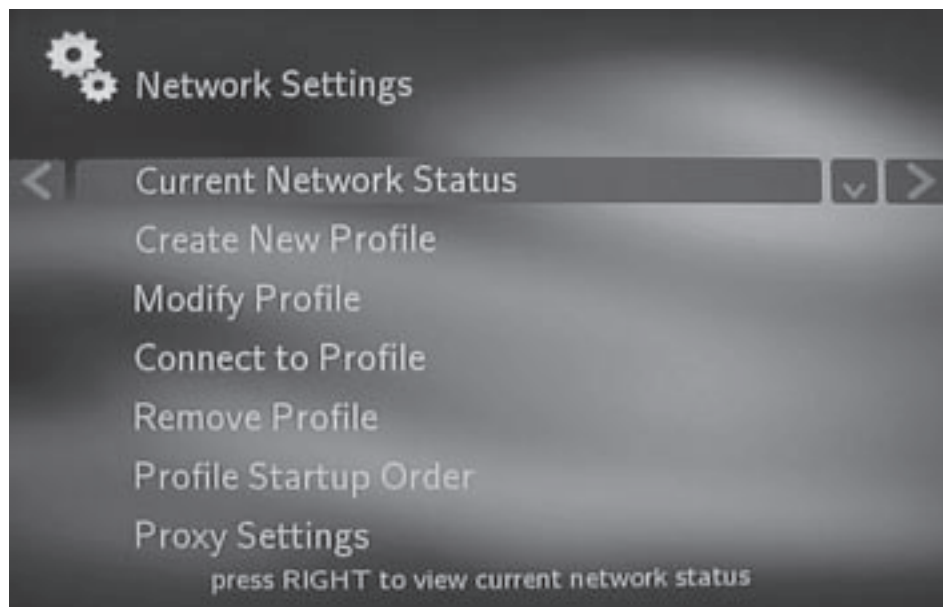 Network Settings
Current Network Status
Create New Profile
Modify Profile
Connect to Profile
Remove Profile
Profile Startup Order
Proxy Settings
press RIGHT to view current network status